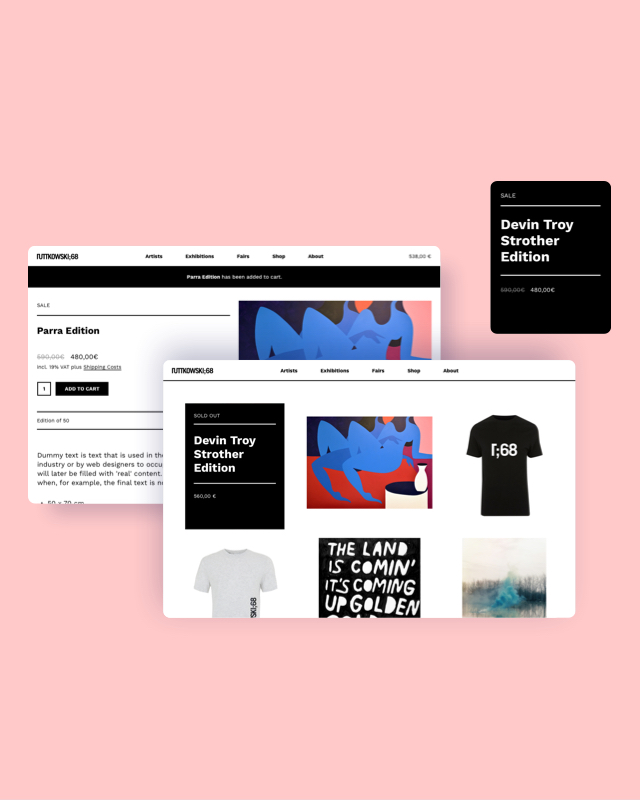 SALE
Devin Troy
Strother
Edition
590,00€ 480,00€
RUTTKOWSKI;68
Artists Exhibitions Fairs Shop About
538,00 €
Parra Edition has been added to cart.
SALE
Parra Edition
590,00€ 480,00€
Incl. 19% VAT plus Shipping Costs
1 ADD TO CART
Edition of 50
Dummy text is text that is used in the
industry or by web designers to occu
will later be filled with 'real' content.
when, for example, the final text is
50 x 70 cm
RUTTKOWSKI;68
Artists Exhibitions Fairs Shop About
SOLD OUT
Devin Troy
Strother
Edition
560,00 €
r;68
SKI;68
THE LAND
IS COMIN'
IT'S COMING
UP GOLDEN